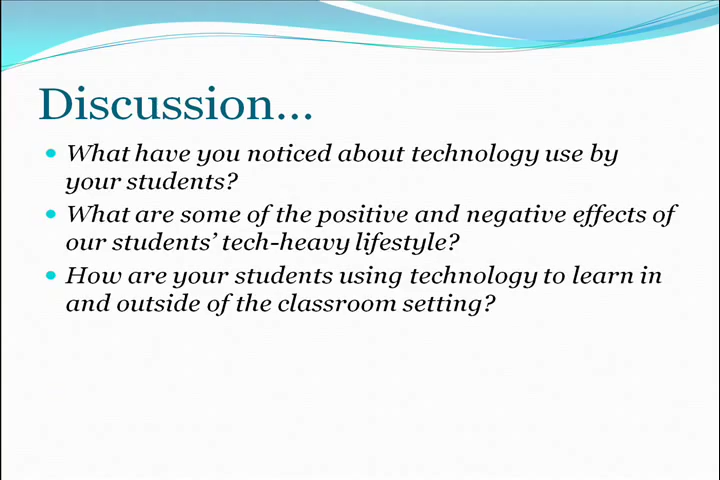 Discussion...
• What have you noticed about technology use by
your students?
• What are some of the positive and negative effects of
our students’ tech-heavy lifestyle?
• How are your students using technology to learn in
and outside of the classroom setting?